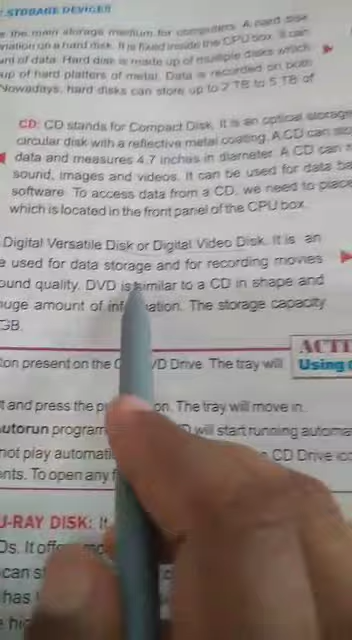 STORAGE DEVICES
the main storage medium for computers. A hard disk
mation on a hard disk. It is fixed inside the CPU box. It can
unt of data. Hard disk is made up of multiple disks which
up of hard platters of metal. Data is recorded on both
Nowadays, hard disks can store up to 2 TB to 5 TB of
CD: CD stands for Compact Disk. It is an optical storage
circular disk with a reflective metal coating. A CD can sto
data and measures 4.7 inches in diameter. A CD can
sound, images and videos. It can be used for data ba
software. To access data from a CD, we need to place
which is located in the front panel of the CPU box.
Digital Versatile Disk or Digital Video Disk. It is an
e used for data storage and for recording movies
ound quality. DVD is similar to a CD in shape and
huge amount of information. The storage capacity
GB.
ton present on the VD Drive. The tray will
ACTI
Using
t and press the on. The tray will move in.
utorun program will start running automa
not play automati CD Drive ico
nts. To open any
U-RAY DISK: It
Ds. It offe
can s
has